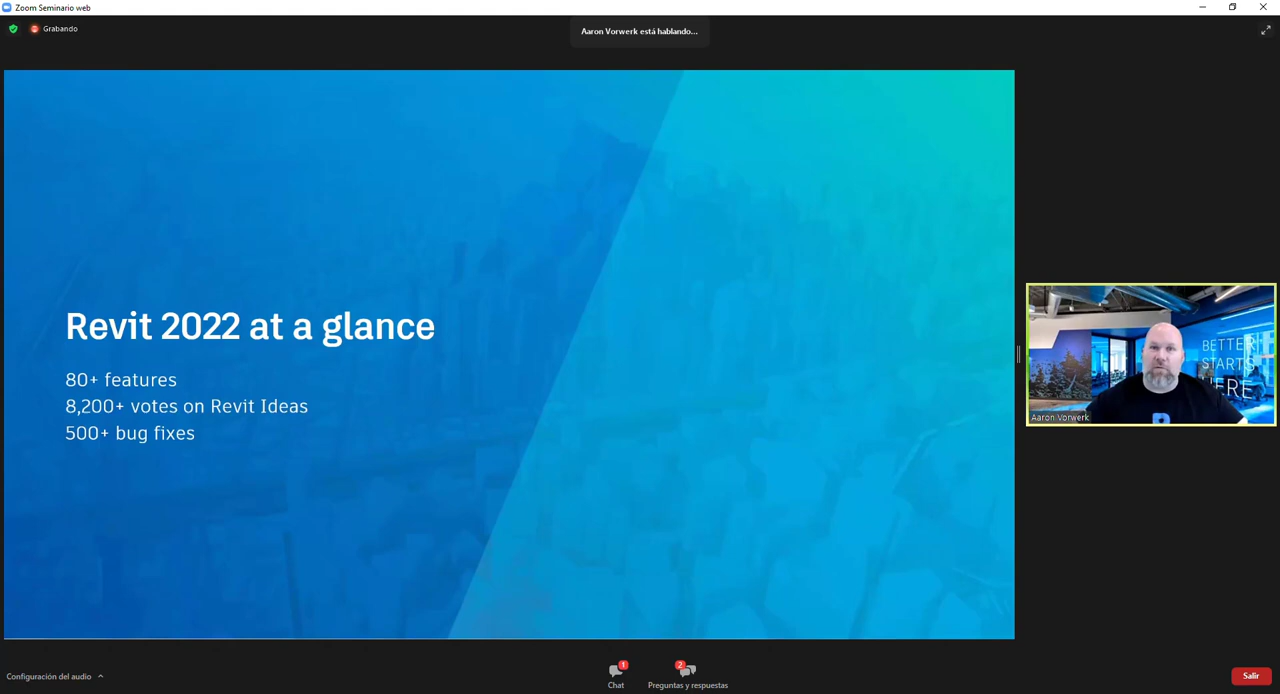 Zoom Seminario web
Grabando
Aaron Vorwerk está hablando...
Revit 2022 at a glance
80+ features
8,200+ votes on Revit Ideas
500+ bug fixes
BETTER
STARTS
HERE
Aaron Vorwerk
Configuración del audio
1
Chat
2
Preguntas y respuestas
Salir